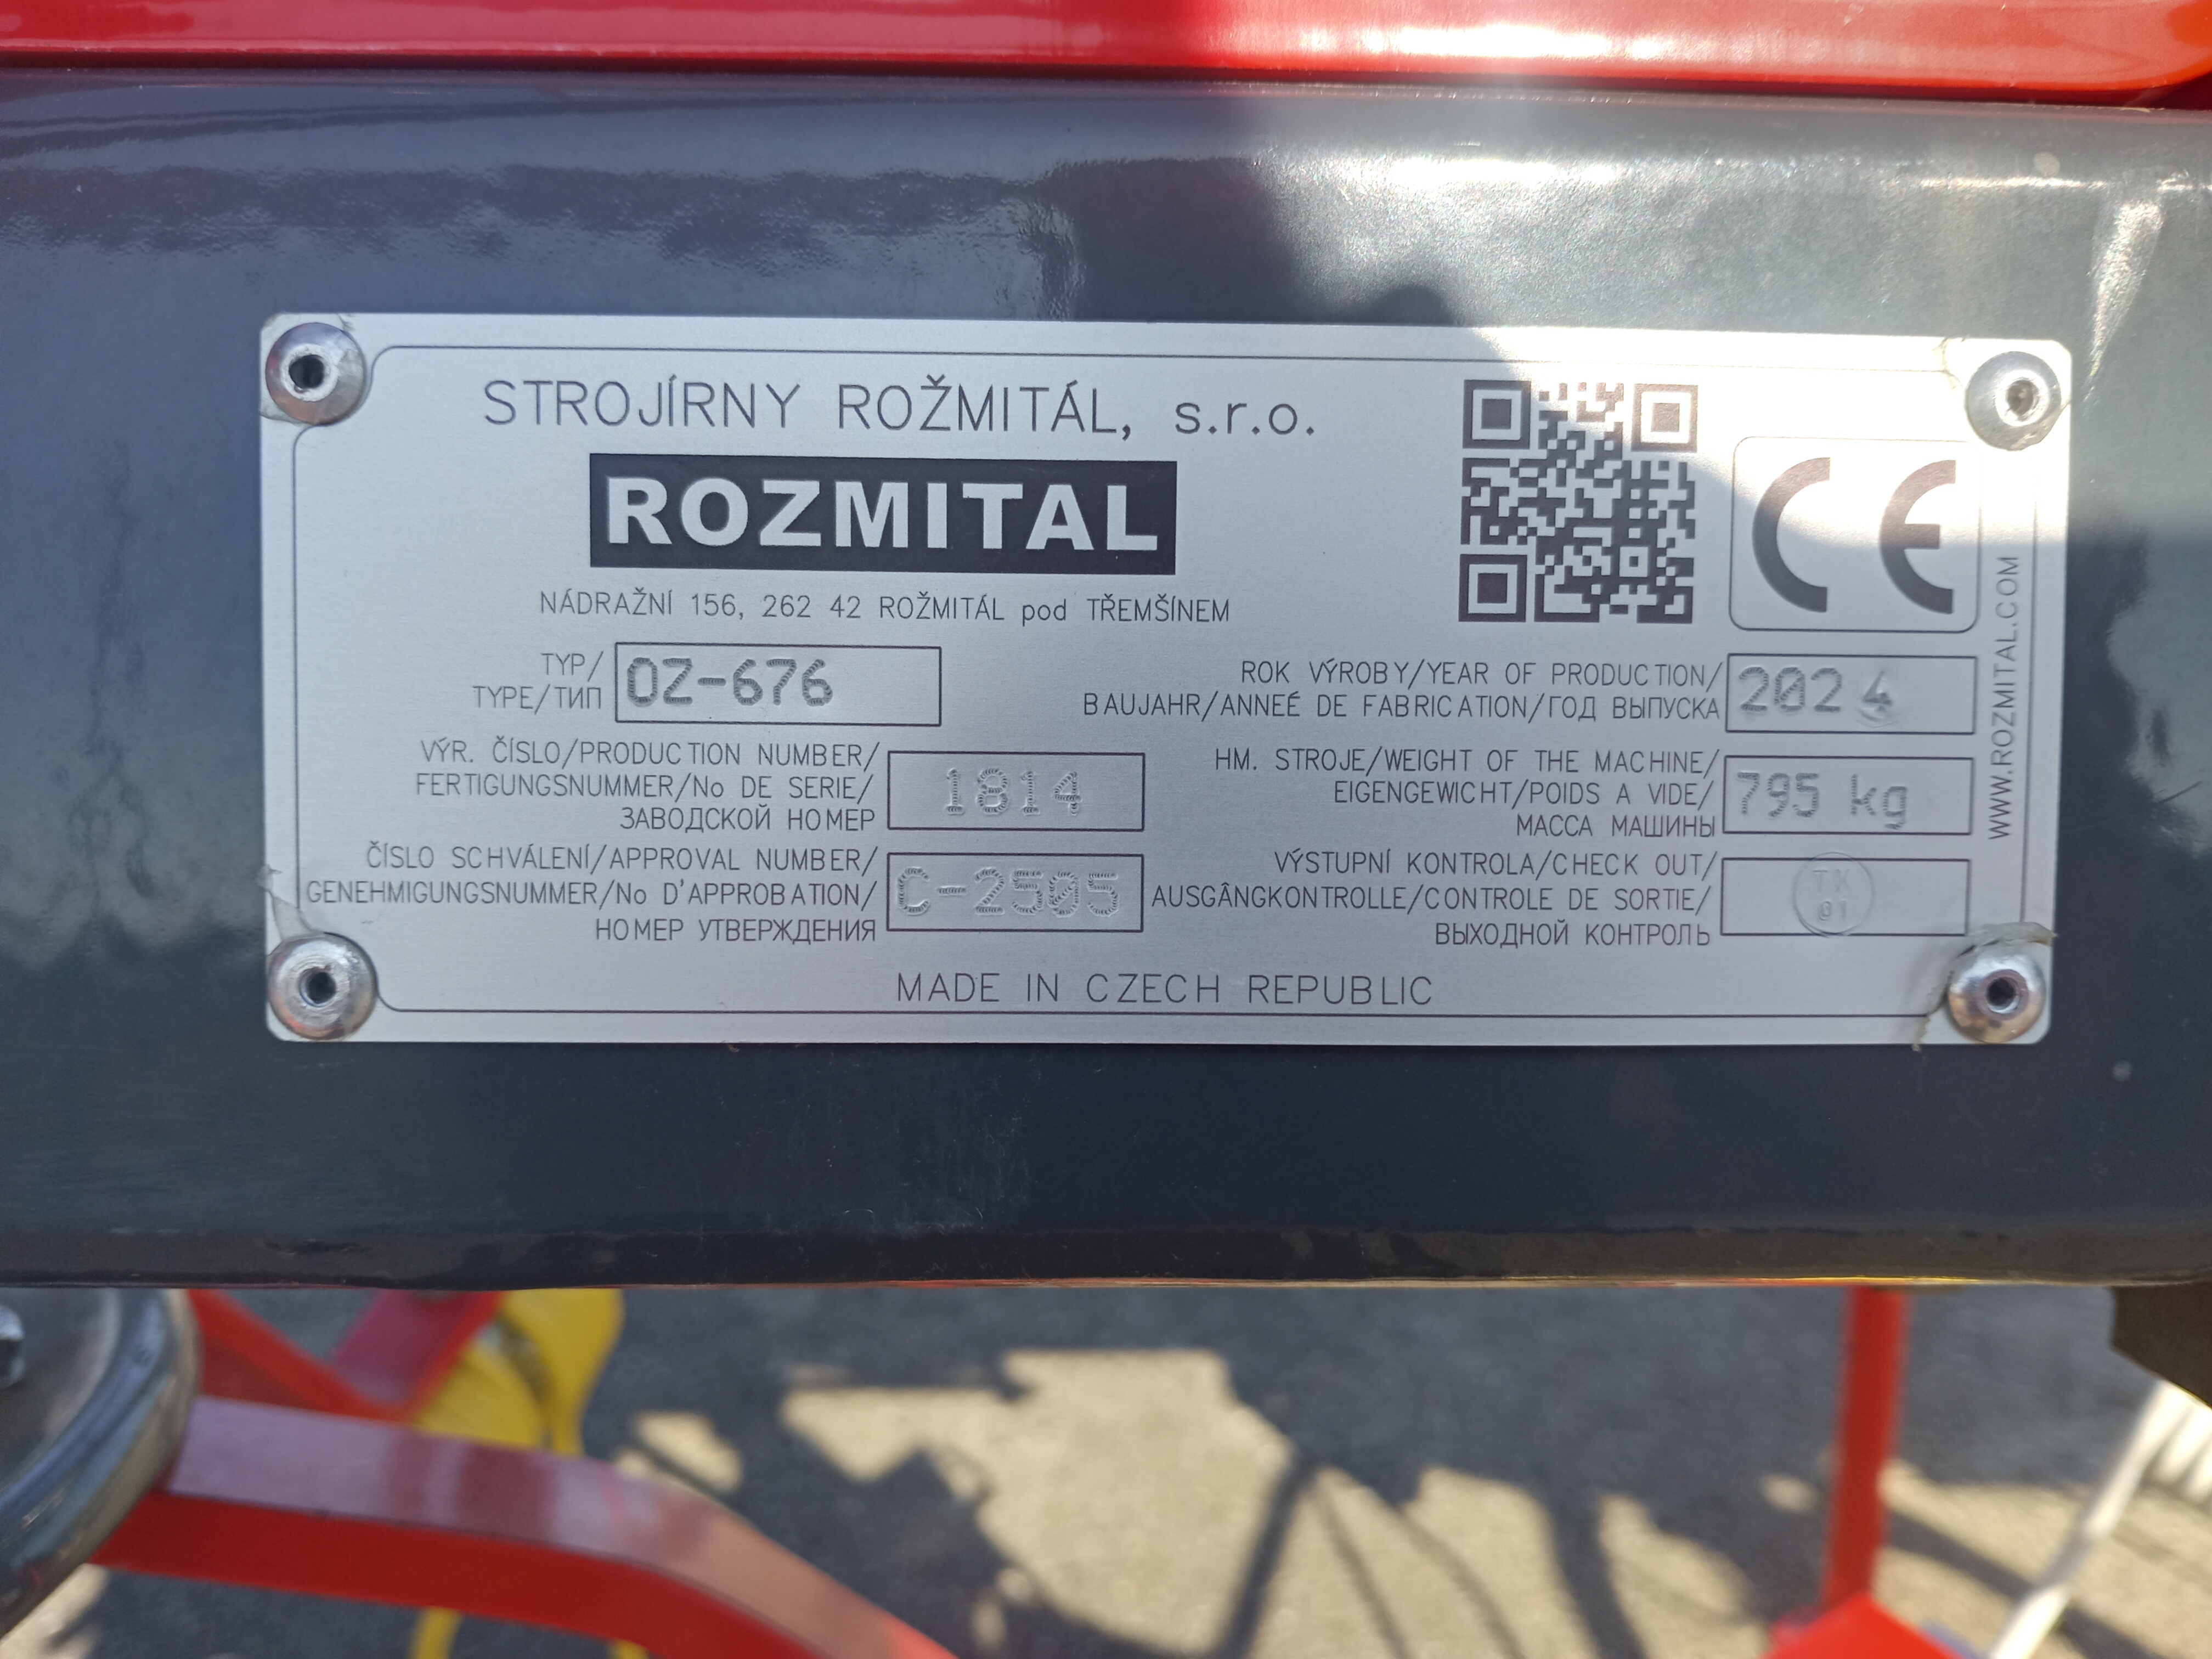 STROJÍRNY ROŽMITÁL, s.r.o.
ROZMITAL
NÁDRAŽNÍ 156, 262 42 ROŽMITÁL pod TŘEMŠÍNEM
CE
WWW.ROZMITAL.COM
TYP/
TYPE/ТИП
OZ-676
ROK VÝROBY/YEAR OF PRODUCTION/
BAUJAHR/ANNEÉ DE FABRICATION/ГОД ВЫПУСКА
2024
VÝR. ČÍSLO/PRODUCTION NUMBER/
FERTIGUNGSNUMMER/No DE SERIE/
ЗАВОДСКОЙ НОМЕР
1814
HM. STROJE/WEIGHT OF THE MACHINE/
EIGENGEWICHT/POIDS A VIDE/
МАССА МАШИНЫ
795 kg
ČÍSLO SCHVÁLENÍ/APPROVAL NUMBER/
GENEHMIGUNGSNUMMER/No D'APPROBATION/
НОМЕР УТВЕРЖДЕНИЯ
C-2505
VÝSTUPNÍ KONTROLA/CHECK OUT/
AUSGÂNGKONTROLLE/CONTROLE DE SORTIE/
ВЫХОДНОЙ КОНТРОЛЬ
TK
01
MADE IN CZECH REPUBLIC